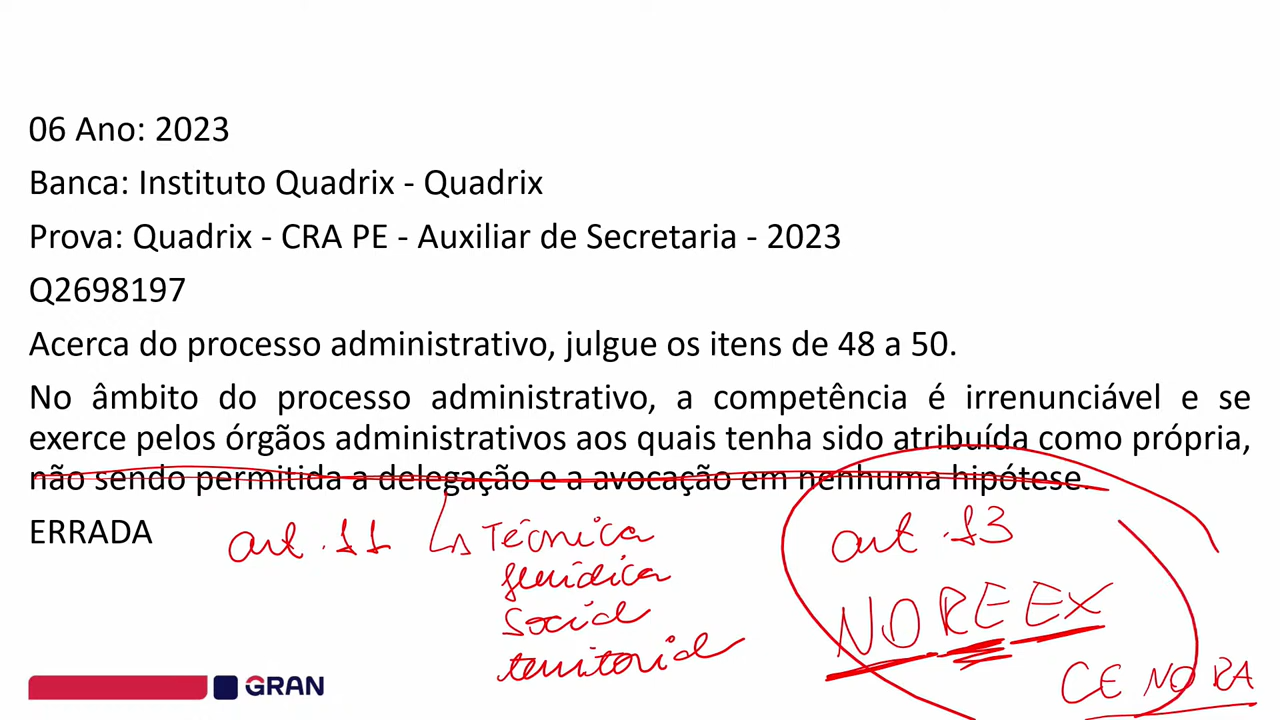 06 Ano: 2023
Banca: Instituto Quadrix - Quadrix
Prova: Quadrix - CRA PE - Auxiliar de Secretaria - 2023
Q2698197
Acerca do processo administrativo, julgue os itens de 48 a 50.
No âmbito do processo administrativo, a competência é irrenunciável e se
exerce pelos órgãos administrativos aos quais tenha sido atribuída como própria,
não sendo permitida a delegação e a avocação em nenhuma hipótese.
ERRADA
art. 11
Técnica
Jurídica
Social
territorial
art. 13
NO RE EX
CE NO RA
GRAN